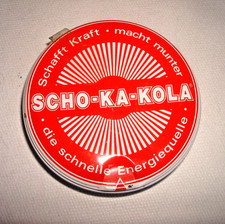 Schafft Kraft · macht munter
SCHO-KA-KOLA
· die schnelle Energiequelle ·